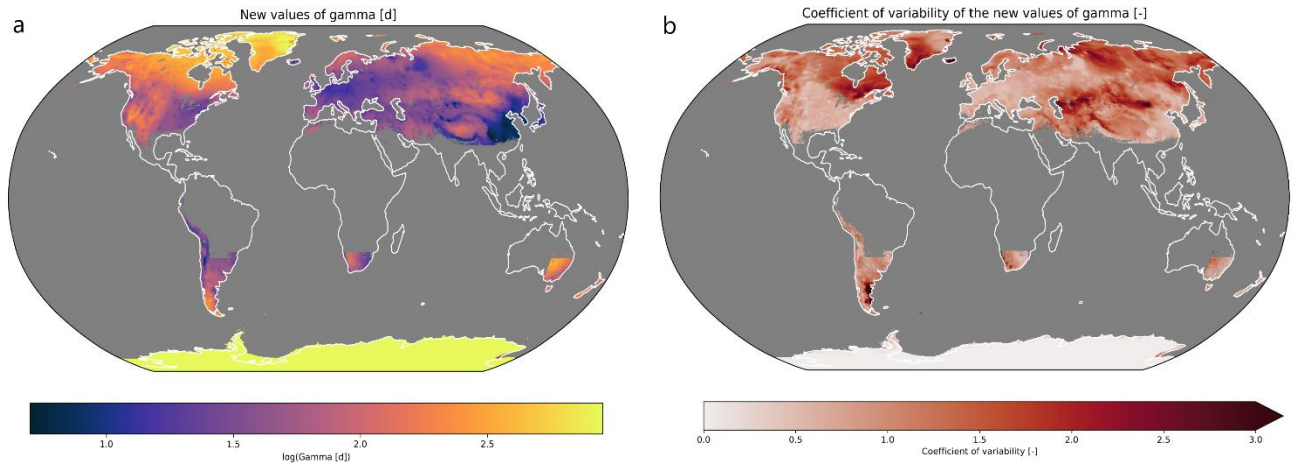 a
New values of gamma [d]
1.0 1.5 2.0 2.5
log(Gamma [d])
b
Coefficient of variability of the new values of gamma [-]
0.0 0.5 1.0 1.5 2.0 2.5 3.0
Coefficient of variability [-]